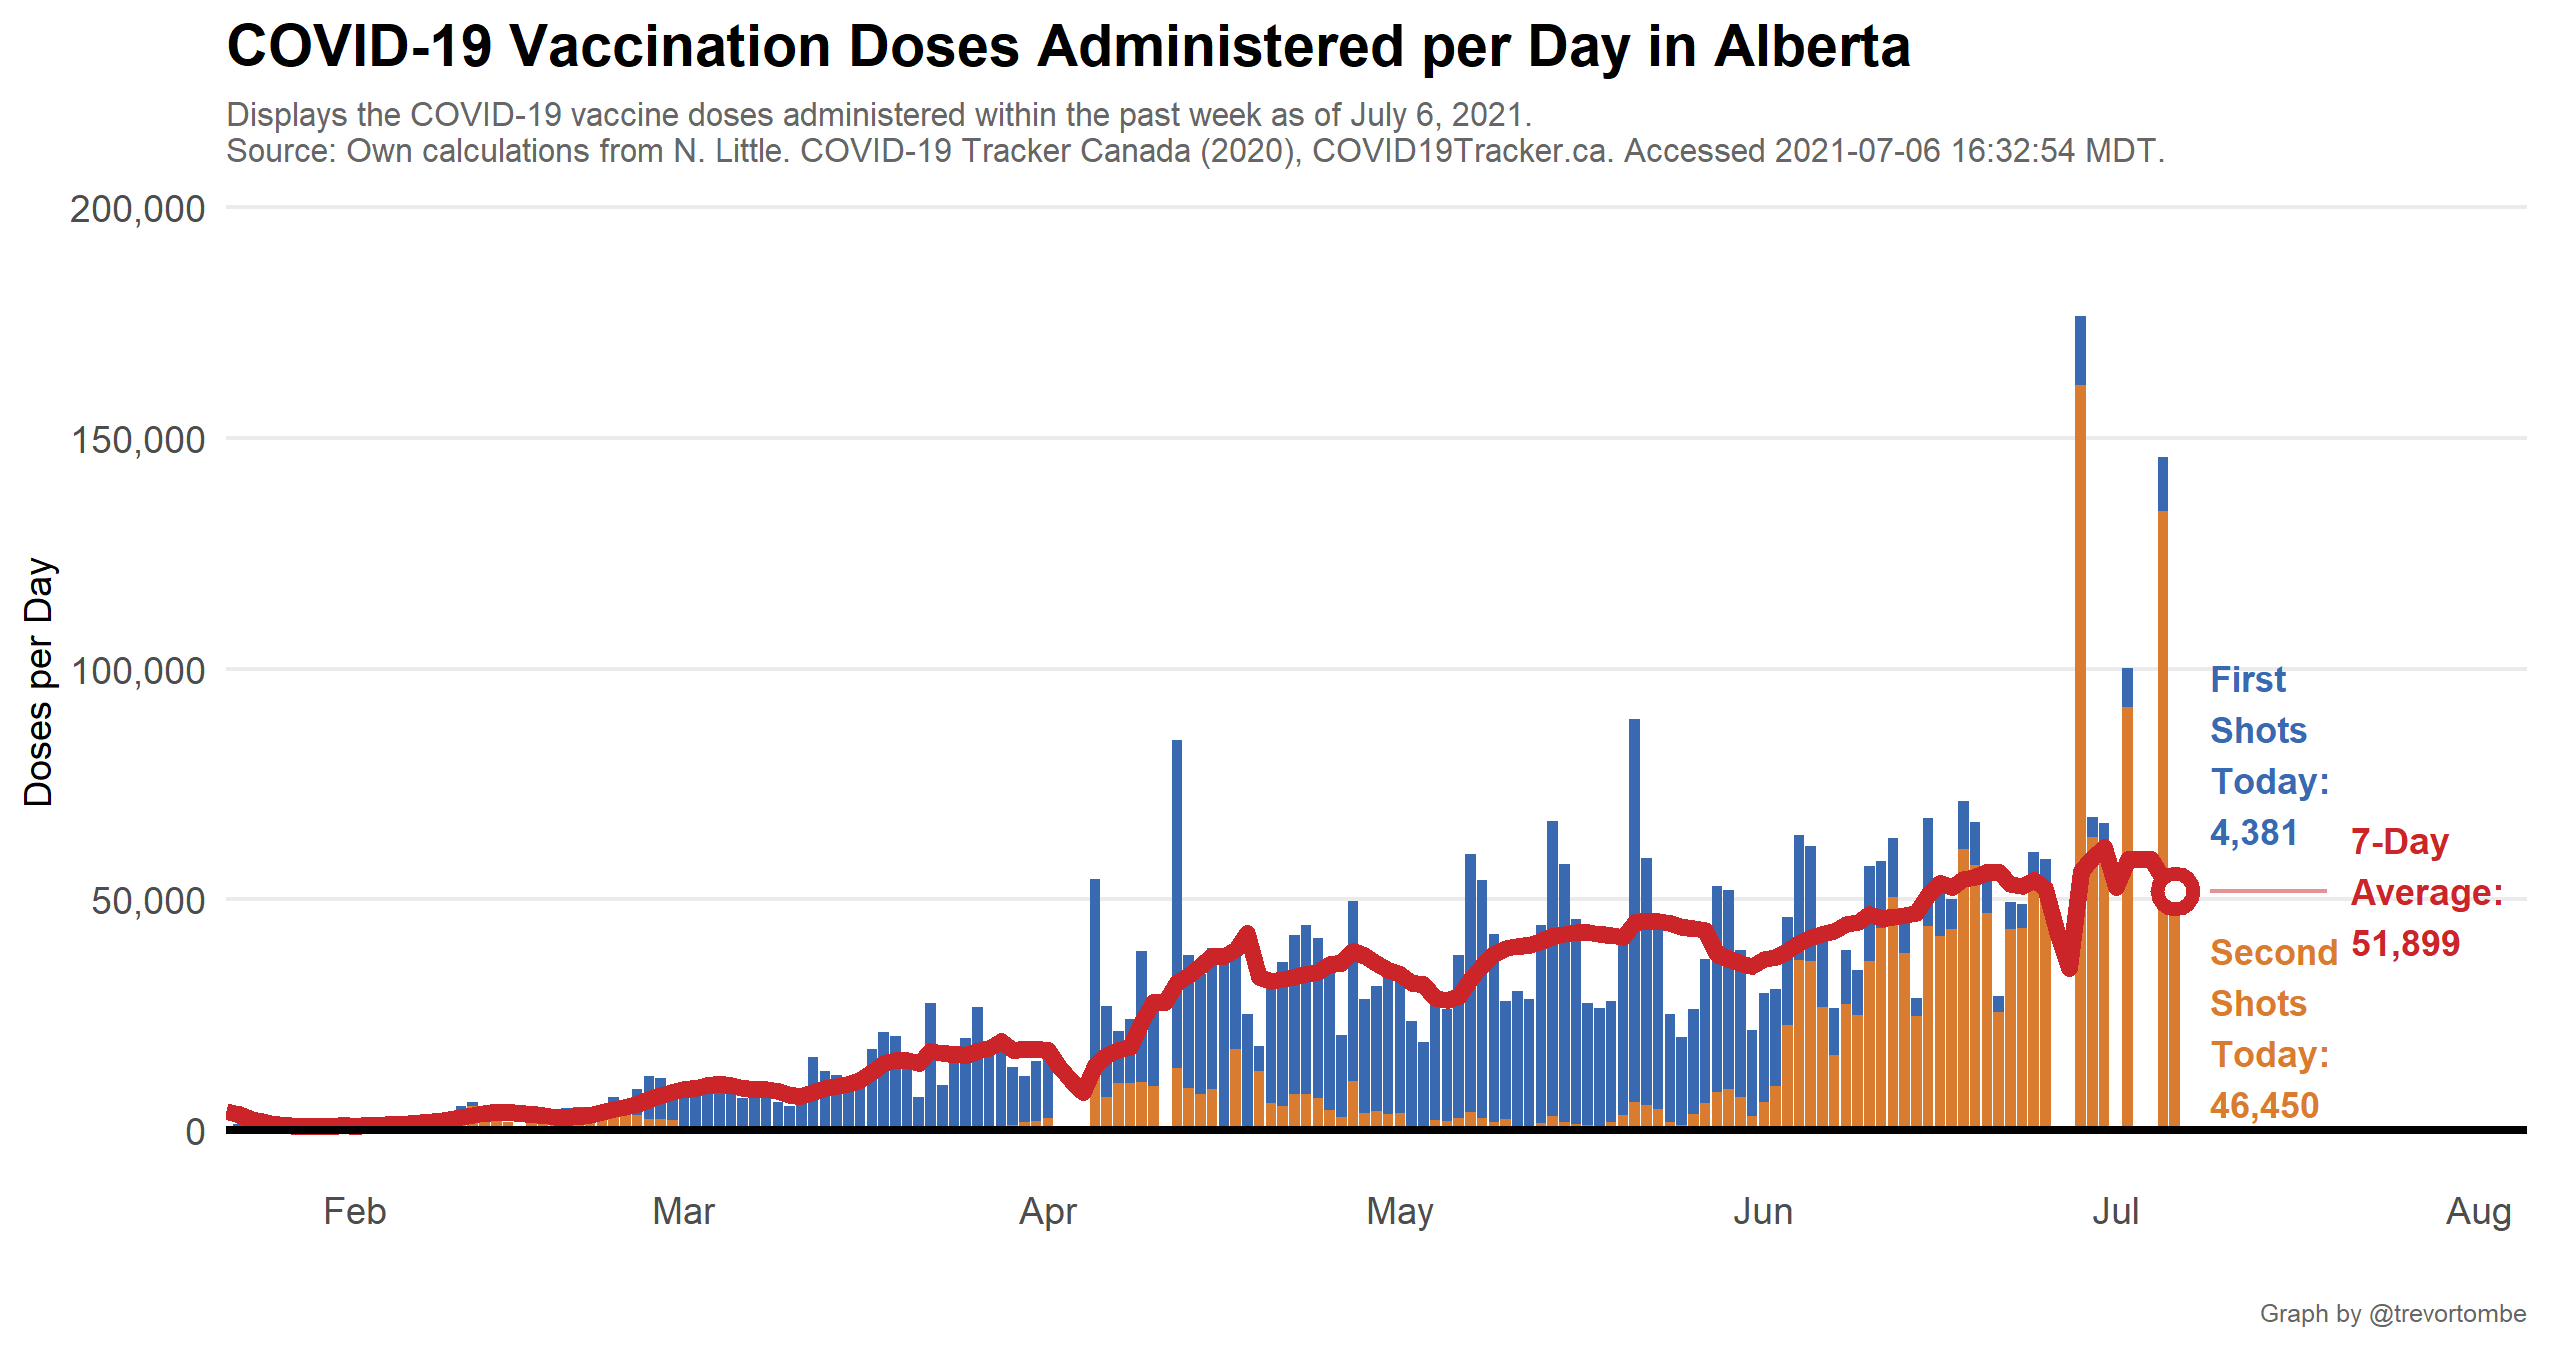 COVID-19 Vaccination Doses Administered per Day in Alberta
Displays the COVID-19 vaccine doses administered within the past week as of July 6, 2021.
Source: Own calculations from N. Little. COVID-19 Tracker Canada (2020), COVID19Tracker.ca. Accessed 2021-07-06 16:32:54 MDT.
Doses per Day
200,000
150,000
100,000
50,000
0
First
Shots
Today:
4,381
7-Day
Average:
51,899
Second
Shots
Today:
46,450
Feb Mar Apr May Jun Jul Aug
Graph by @trevortombe